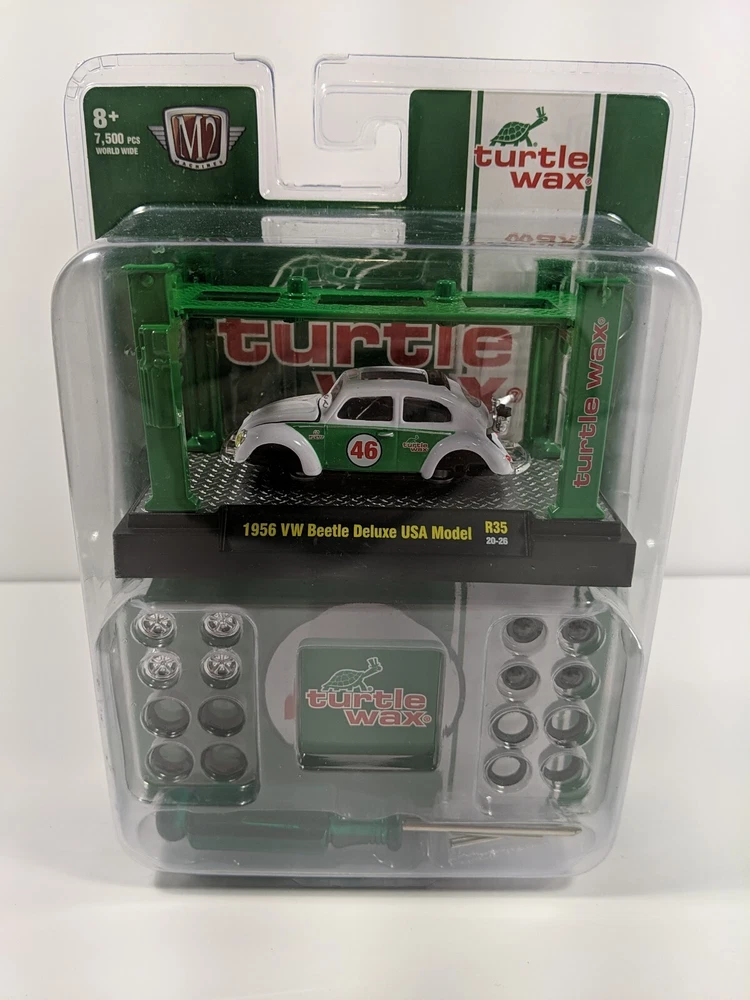 8+
7,500 PCS
WORLD WIDE
M2
MACHINES
turtle
wax®
turtle
wax®
turtle wax®
46
turtle
wax
1956 VW Beetle Deluxe USA Model
R35
20-26
turtle
wax®